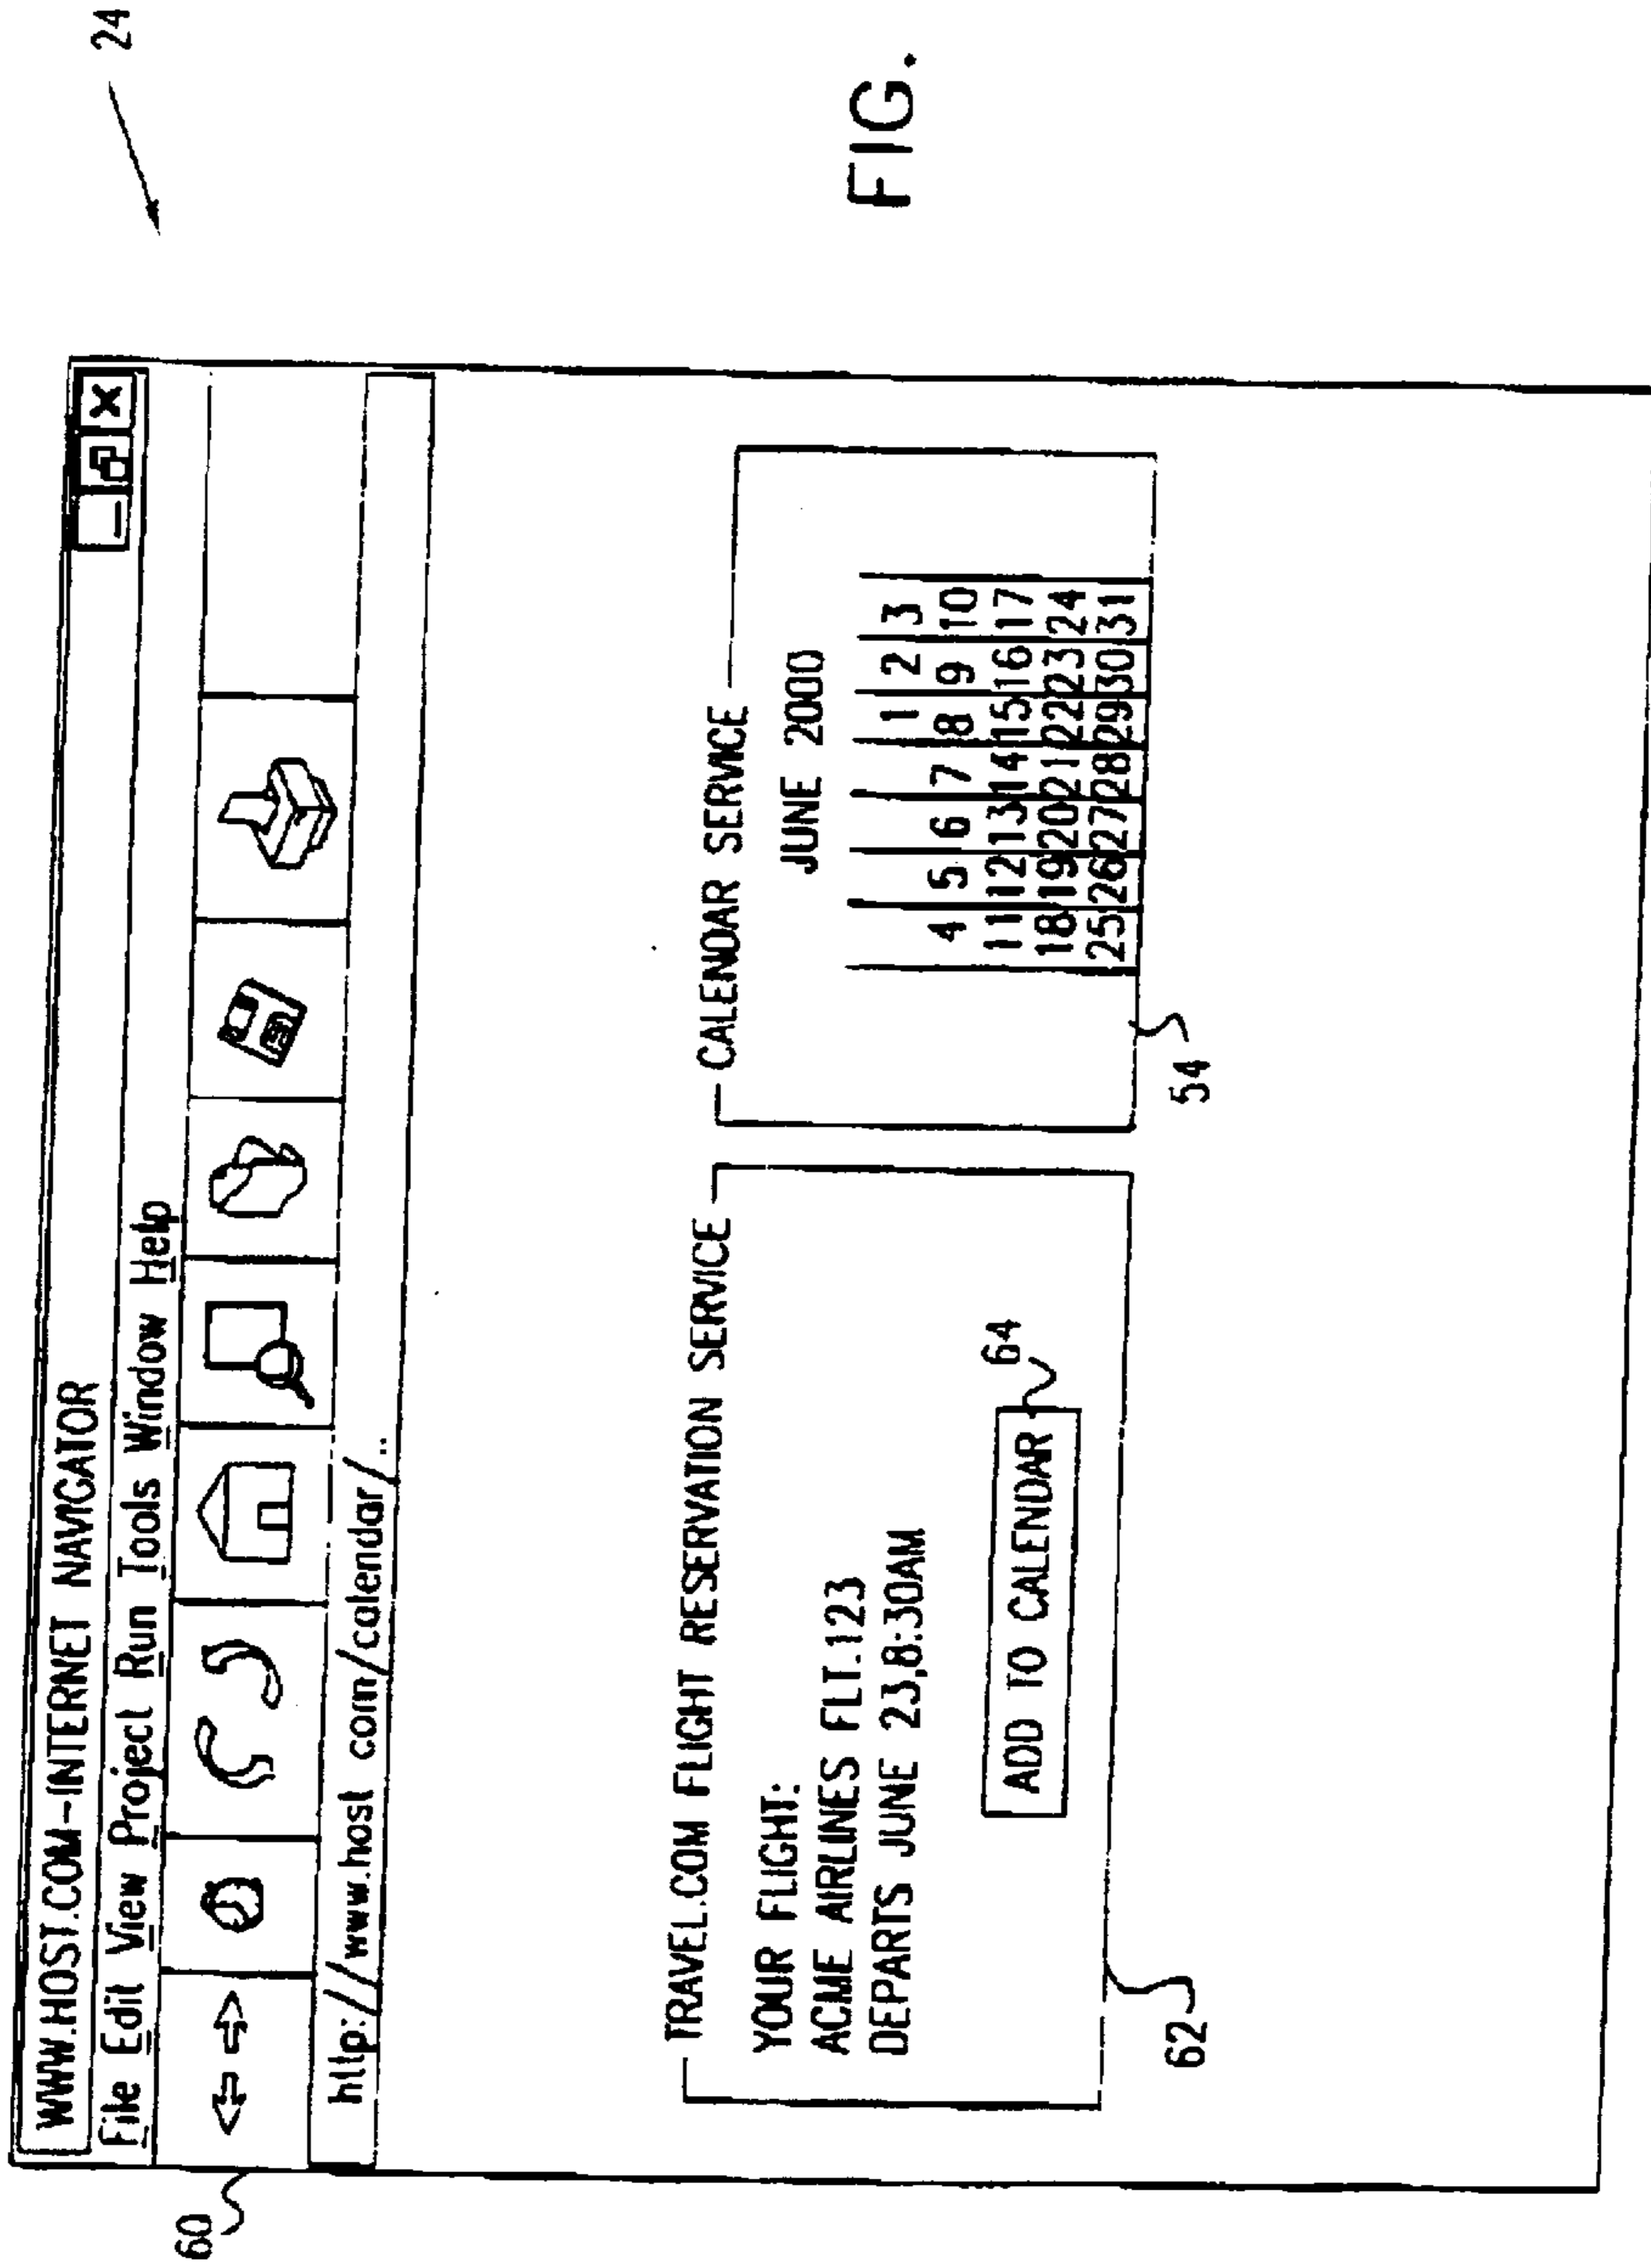 24
WWW.HOST.COM-INTERNET NAVIGATOR
File Edit View Project Run Tools Window Help
60
http://www.host com/calendar/..
TRAVEL.COM FLIGHT RESERVATION SERVICE
YOUR FLIGHT:
ACME AIRLINES FLT.123
DEPARTS JUNE 23,8:30AM
ADD TO CALENDAR
64
62
CALENDAR SERVICE
JUNE 2000
1 2 3
4 5 6 7 8 9 10
11 12 13 14 15 16 17
18 19 20 21 22 23 24
25 26 27 28 29 30 31
54
FIG.